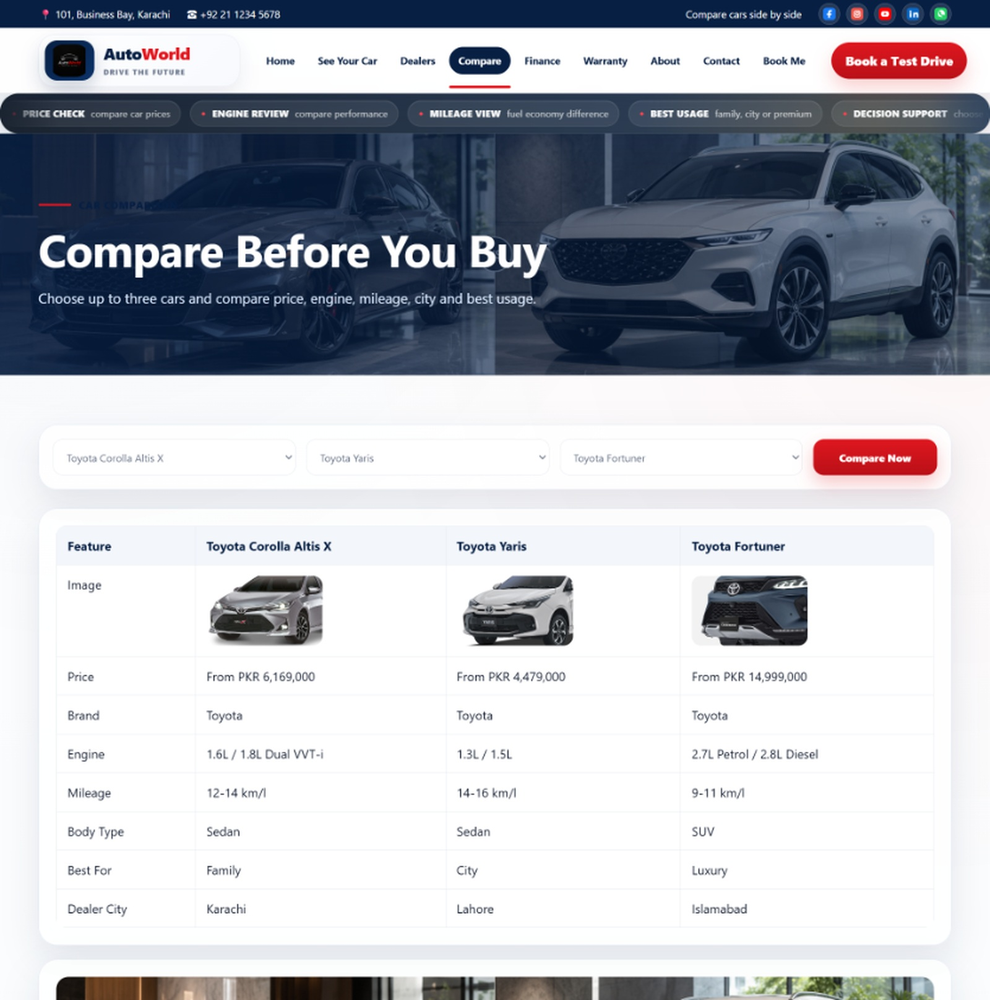 101, Business Bay, Karachi
+92 21 1234 5678
Compare cars side by side
AutoWorld
DRIVE THE FUTURE
Home
See Your Car
Dealers
Compare
Finance
Warranty
About
Contact
Book Me
Book a Test Drive
PRICE CHECK compare car prices
ENGINE REVIEW compare performance
MILEAGE VIEW fuel economy difference
BEST USAGE family, city or premium
DECISION SUPPORT choose
CAR
Compare Before You Buy
Choose up to three cars and compare price, engine, mileage, city and best usage.
Toyota Corolla Altis X
Toyota Yaris
Toyota Fortuner
Compare Now
Feature Toyota Corolla Altis X Toyota Yaris Toyota Fortuner
Image
YARIS
Price From PKR 6,169,000 From PKR 4,479,000 From PKR 14,999,000
Brand Toyota Toyota Toyota
Engine 1.6L / 1.8L Dual VVT-i 1.3L / 1.5L 2.7L Petrol / 2.8L Diesel
Mileage 12-14 km/l 14-16 km/l 9-11 km/l
Body Type Sedan Sedan SUV
Best For Family City Luxury
Dealer City Karachi Lahore Islamabad